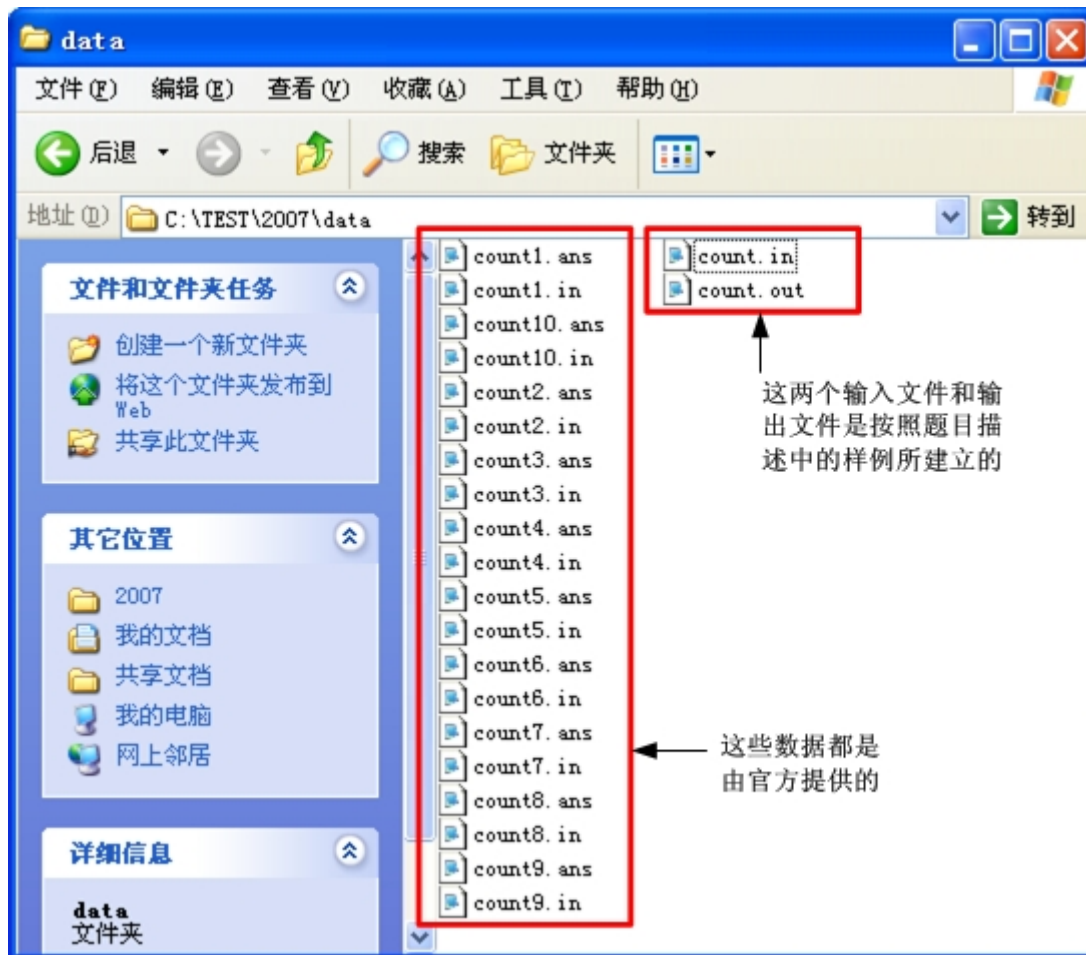 data
文件(F) 编辑(E) 查看(V) 收藏(A) 工具(T) 帮助(H)
后退 搜索 文件夹
地址(D) C:\TEST\2007\data 转到
文件和文件夹任务
创建一个新文件夹
将这个文件夹发布到
Web
共享此文件夹
其它位置
2007
我的文档
共享文档
我的电脑
网上邻居
详细信息
data
文件夹
count1.ans
count1.in
count10.ans
count10.in
count2.ans
count2.in
count3.ans
count3.in
count4.ans
count4.in
count5.ans
count5.in
count6.ans
count6.in
count7.ans
count7.in
count8.ans
count8.in
count9.ans
count9.in
count.in
count.out
这两个输入文件和输
出文件是按照题目描
述中的样例所建立的
这些数据都是
由官方提供的